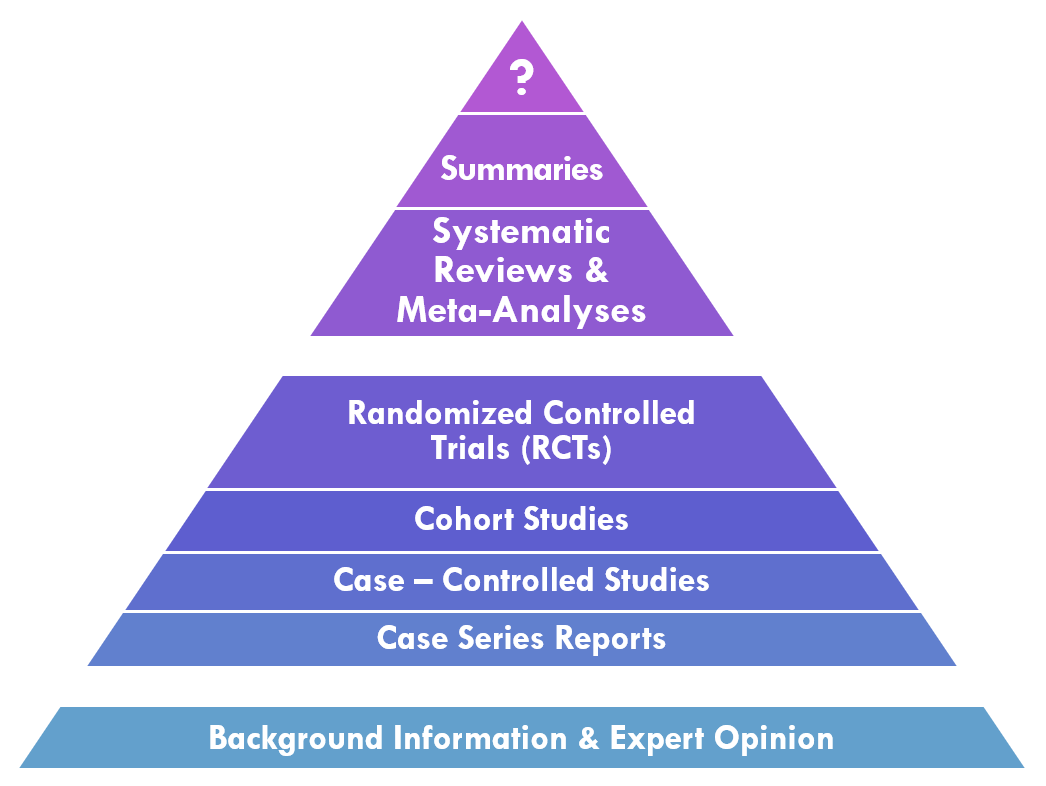 ?
Summaries
Systematic
Reviews &
Meta-Analyses
Randomized Controlled
Trials (RCTs)
Cohort Studies
Case – Controlled Studies
Case Series Reports
Background Information & Expert Opinion